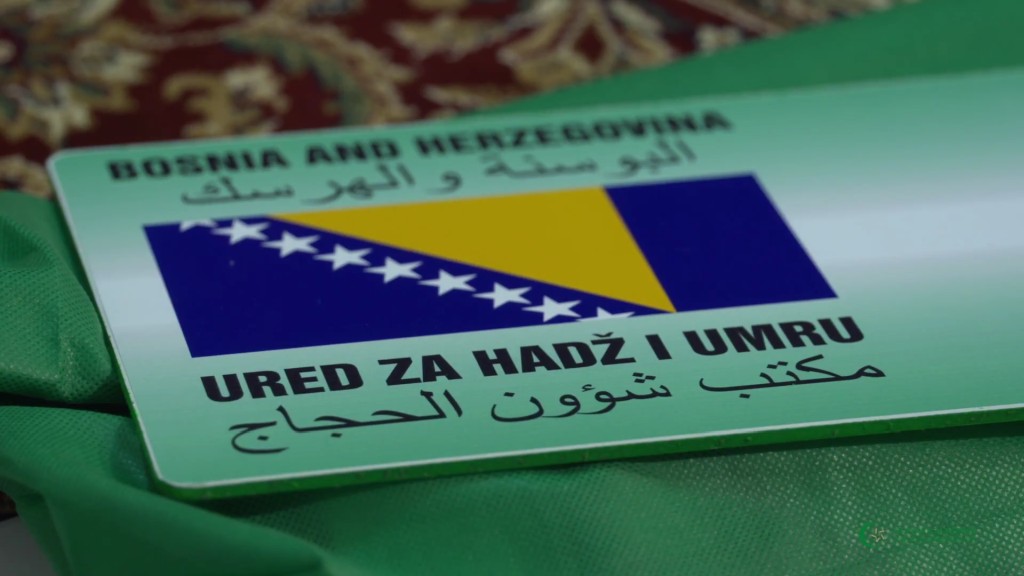 BOSNIA AND HERZEGOVINA
البوسنة و الهرسك
URED ZA HADŽ I UMRU
مكتب شؤون الحجاج